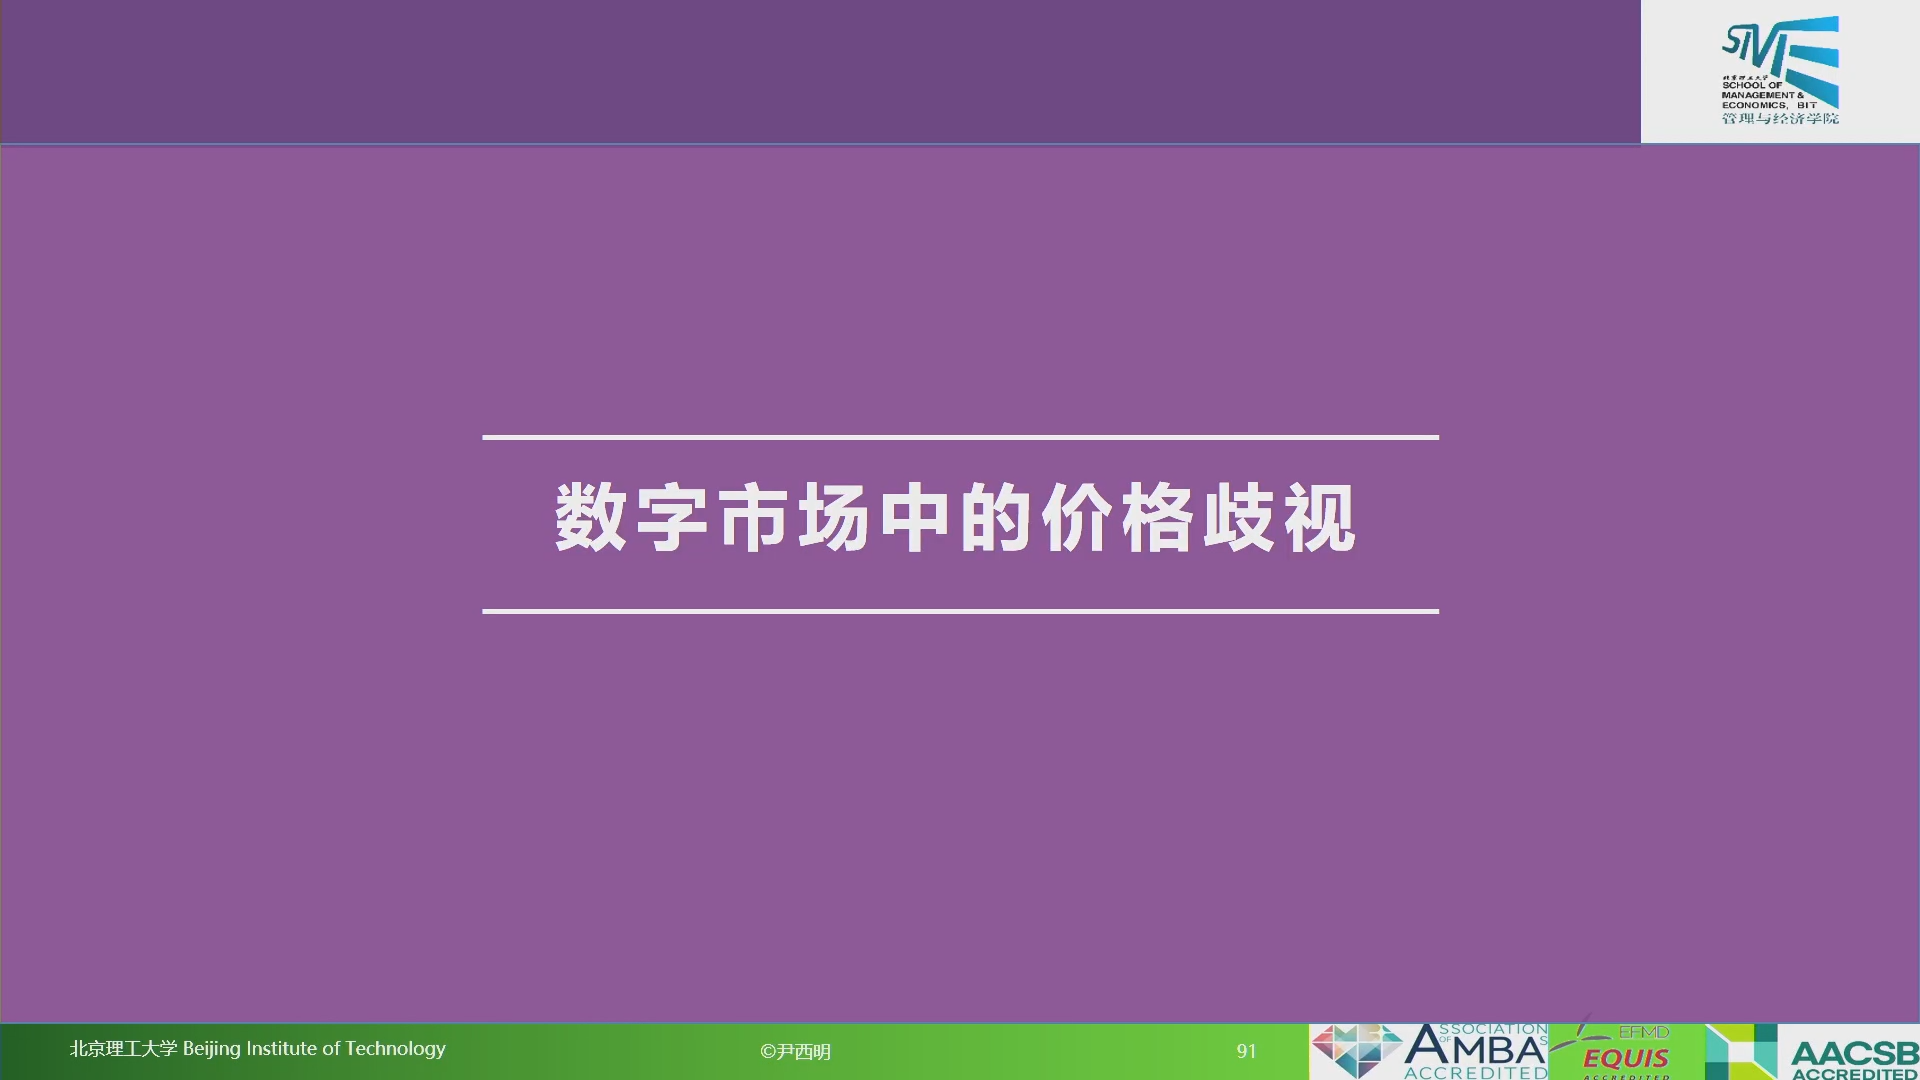 SME
北京理工大学
SCHOOL OF
MANAGEMENT &
ECONOMICS, BIT
管理与经济学院
数字市场中的价格歧视
北京理工大学 Beijing Institute of Technology
©尹西明
91
ASSOCIATION
OF MBAS
AMBA
ACCREDITED
EFMD
EQUIS
ACCREDITED
AACSB
ACCREDITED